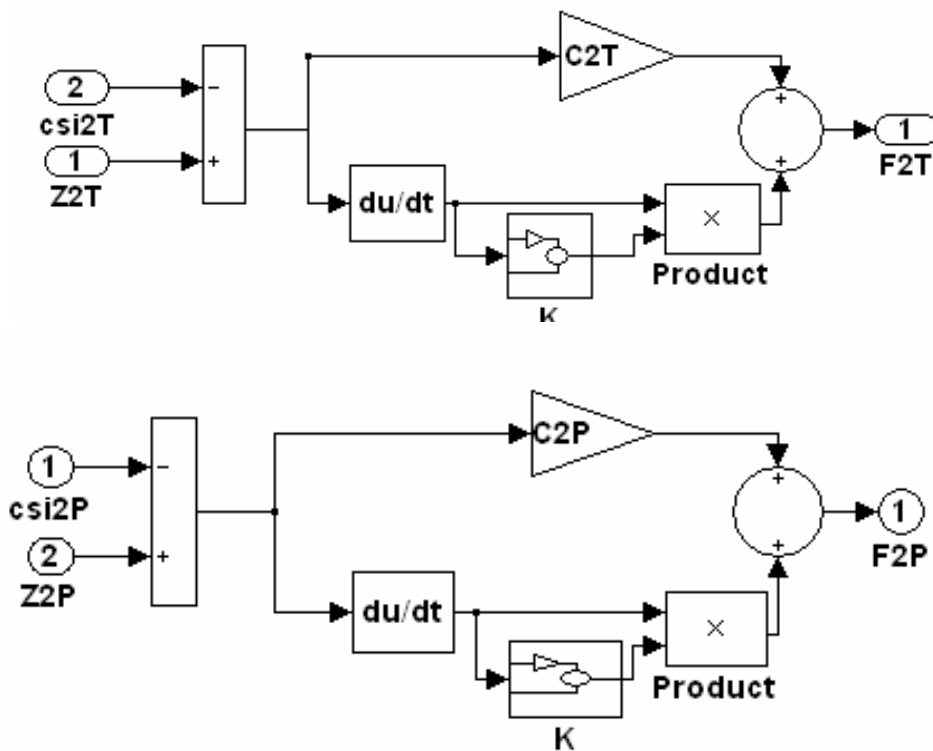 C2T
2
-
+
csi2T
1
+
+
1
Z2T
F2T
du/dt
×
Product
K
C2P
1
-
+
csi2P
1
2
+
+
F2P
Z2P
du/dt
×
Product
K